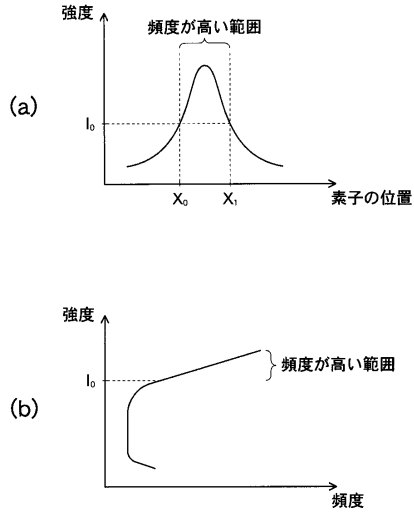 強度
頻度が高い範囲
(a)
I₀
X₀
X₁
素子の位置
強度
I₀
頻度が高い範囲
(b)
頻度